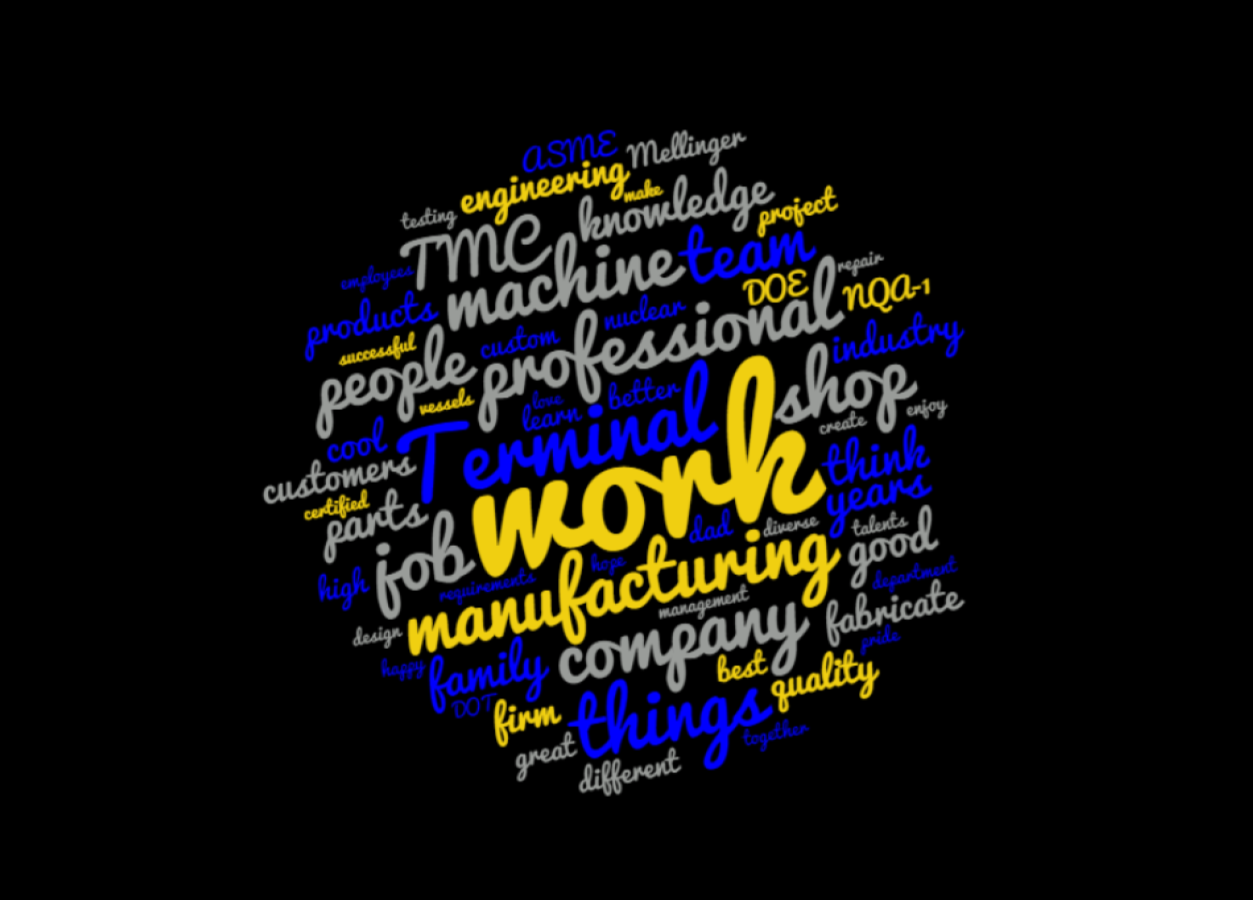 ASME Mellinger
engineering make
testing knowledge project
TMC
employees machine team repair
products DOE NQA-1
successful custom nuclear
people professional industry
vessels love better shop
cool learn create enjoy
customers Terminal think
certified work years
parts dad diverse talents
job hope good
high requirements department
design manufacturing management fabricate
happy family company pride
DOT best quality
firm things
great together
different